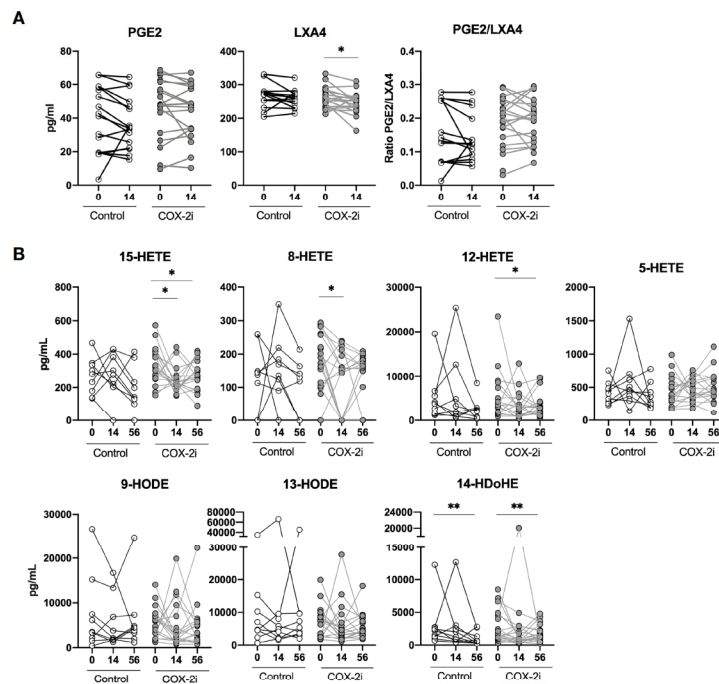 A
PGE2 LXA4 PGE2/LXA4
*
80 400 0.4
60 300 0.3
40 200 0.2
20 100 0.1
0 0 0.0
pg/ml Ratio PGE2/LXA4
0 14 0 14 0 14 0 14 0 14 0 14
Control COX-2i Control COX-2i Control COX-2i
B
15-HETE 8-HETE 12-HETE 5-HETE
* * * *
800 400 30000 2000
600 300 20000 1500
400 200 10000 1000
200 100 500
0 0 0 0
pg/mL
0 14 56 0 14 56 0 14 56 0 14 56 0 14 56 0 14 56 0 14 56 0 14 56
Control COX-2i Control COX-2i Control COX-2i Control COX-2i
9-HODE 13-HODE 14-HDoHE
** **
30000 80000 24000
60000 20000
40000 16000
20000 30000 15000
20000 10000
10000 10000 5000
0 0 0
pg/mL
0 14 56 0 14 56 0 14 56 0 14 56 0 14 56 0 14 56
Control COX-2i Control COX-2i Control COX-2i